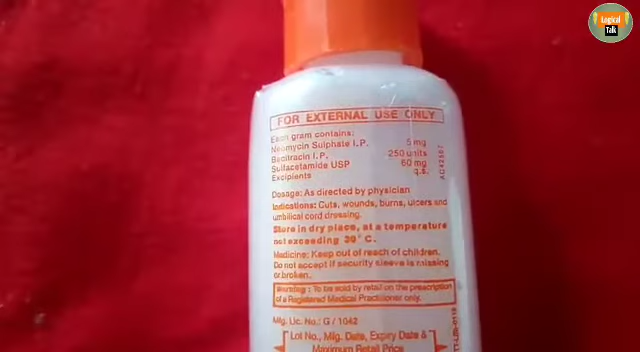 Logical
Talk
FOR EXTERNAL USE ONLY
Each gram contains:
Neomycin Sulphate I.P. 5 mg
Bacitracin I.P. 250 units
Sulfacetamide USP 60 mg
Excipients q.s.
Dosage: As directed by physician
Indications: Cuts, wounds, burns, ulcers and
umbilical cord dressing.
Store in dry place, at a temperature
not exceeding 30° C.
Medicine: Keep out of reach of children.
Do not accept if security sleeve is missing
or broken.
Warning : To be sold by retail on the prescription
of a Registered Medical Practitioner only.
Mfg. Lic. No.: G / 1042
Lot No., Mfg. Date, Expiry Date &
Maximum Retail Price